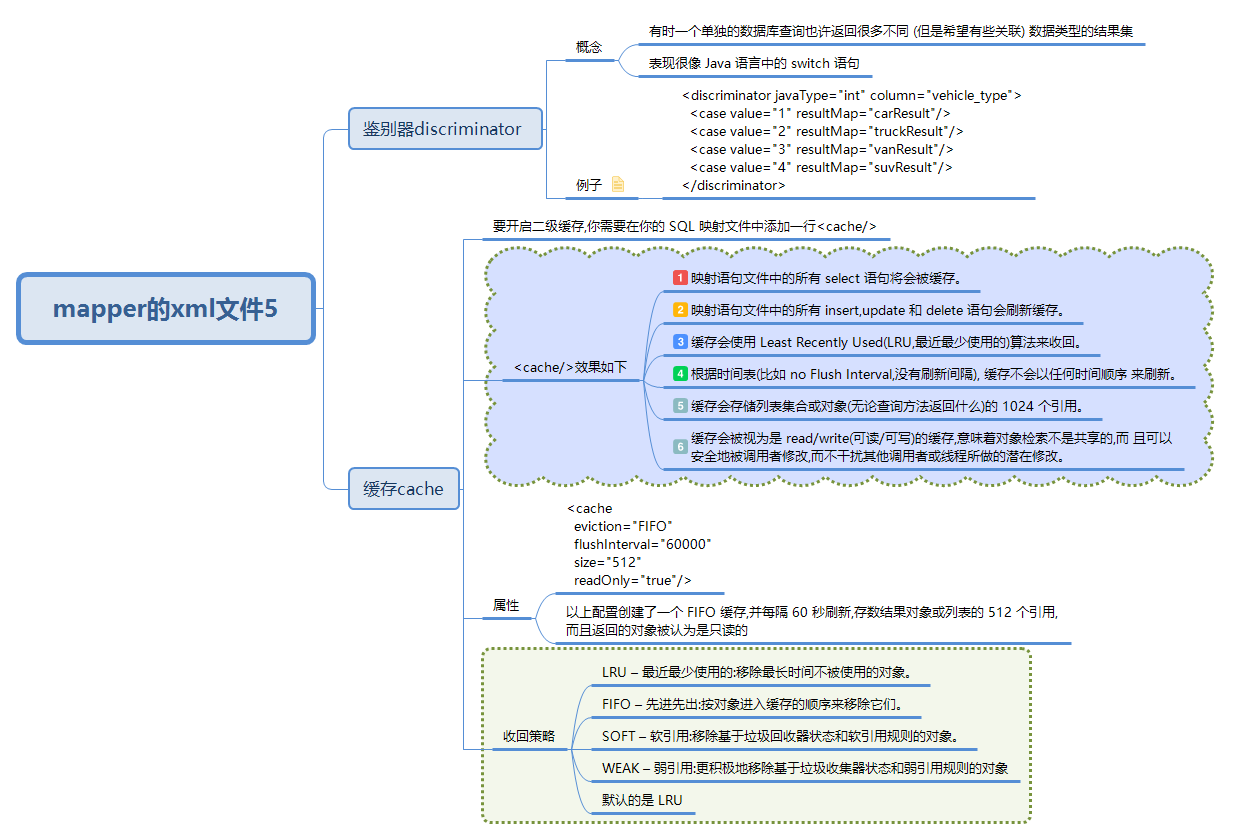 mapper的xml文件5
鉴别器discriminator
概念
有时一个单独的数据库查询也许返回很多不同 (但是希望有些关联) 数据类型的结果集
表现很像 Java 语言中的 switch 语句
例子
<discriminator javaType="int" column="vehicle_type">
<case value="1" resultMap="carResult"/>
<case value="2" resultMap="truckResult"/>
<case value="3" resultMap="vanResult"/>
<case value="4" resultMap="suvResult"/>
</discriminator>
缓存cache
要开启二级缓存,你需要在你的 SQL 映射文件中添加一行<cache/>
<cache/>效果如下
1 映射语句文件中的所有 select 语句将会被缓存。
2 映射语句文件中的所有 insert,update 和 delete 语句会刷新缓存。
3 缓存会使用 Least Recently Used(LRU,最近最少使用的)算法来收回。
4 根据时间表(比如 no Flush Interval,没有刷新间隔), 缓存不会以任何时间顺序 来刷新。
5 缓存会存储列表集合或对象(无论查询方法返回什么)的 1024 个引用。
6 缓存会被视为是 read/write(可读/可写)的缓存,意味着对象检索不是共享的,而 且可以
安全地被调用者修改,而不干扰其他调用者或线程所做的潜在修改。
属性
<cache
eviction="FIFO"
flushInterval="60000"
size="512"
readOnly="true"/>
以上配置创建了一个 FIFO 缓存,并每隔 60 秒刷新,存数结果对象或列表的 512 个引用,
而且返回的对象被认为是只读的
收回策略
LRU – 最近最少使用的:移除最长时间不被使用的对象。
FIFO – 先进先出:按对象进入缓存的顺序来移除它们。
SOFT – 软引用:移除基于垃圾回收器状态和软引用规则的对象。
WEAK – 弱引用:更积极地移除基于垃圾收集器状态和弱引用规则的对象
默认的是 LRU